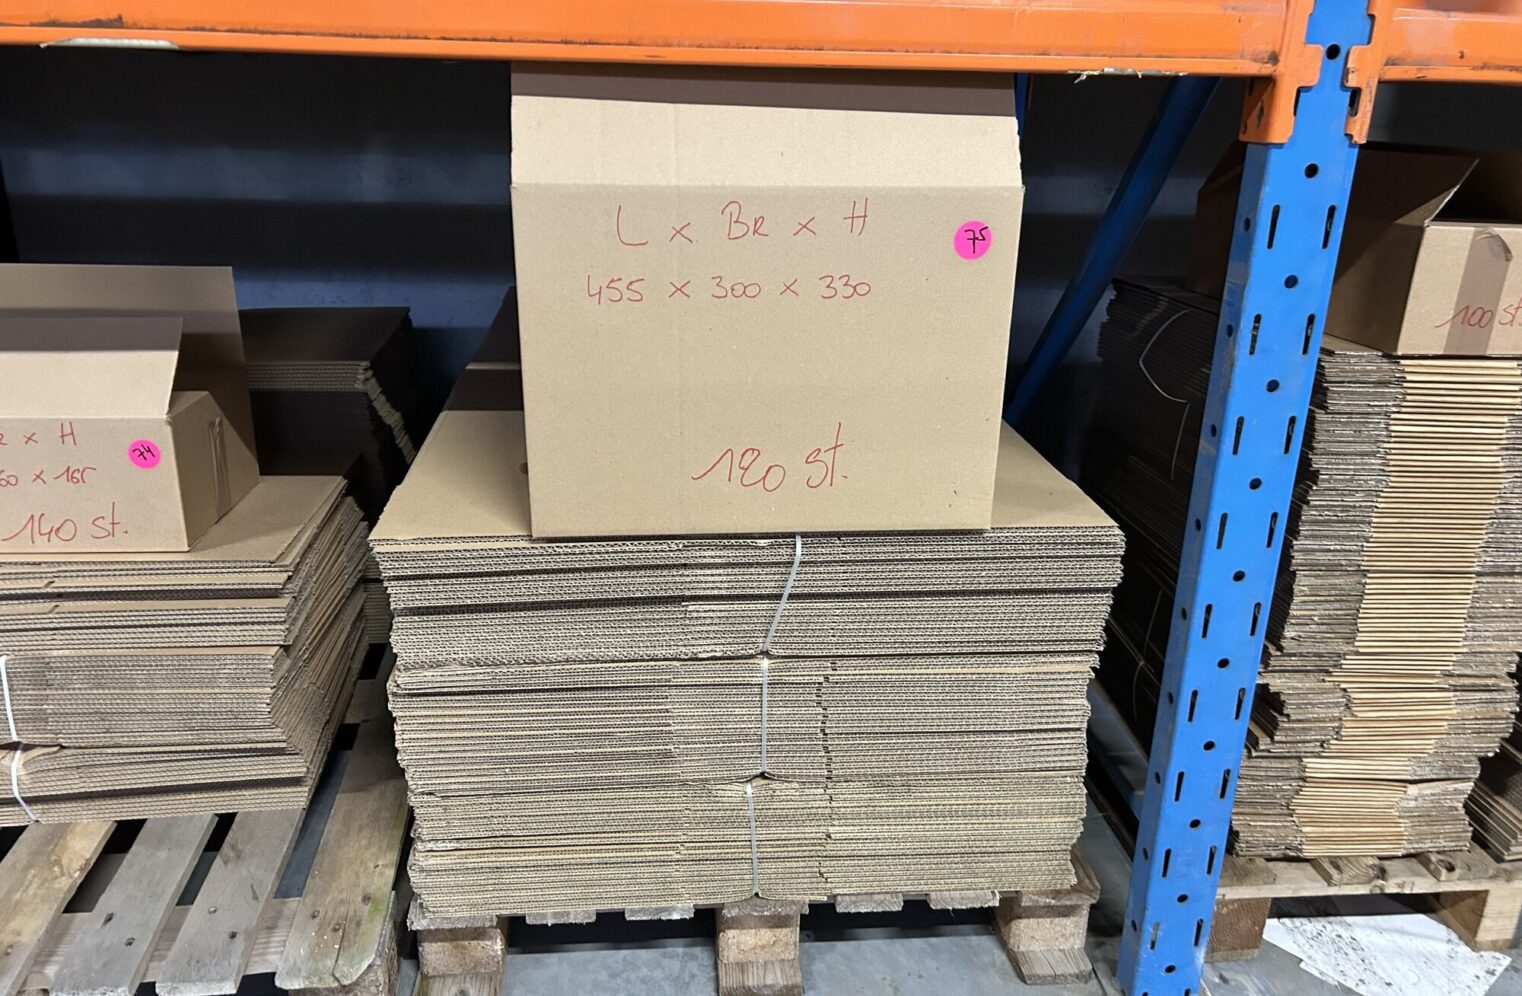 L x BR x H
455 x 300 x 330
75
120 St.
x H
74
x 165
140 St.
100 St.